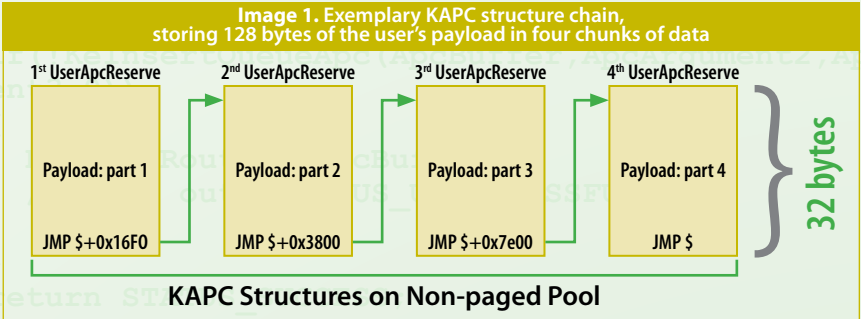 Image 1. Exemplary KAPC structure chain,
storing 128 bytes of the user's payload in four chunks of data
1st UserApcReserve
2nd UserApcReserve
3rd UserApcReserve
4th UserApcReserve
Payload: part 1
Payload: part 2
Payload: part 3
Payload: part 4
JMP $+0x16F0
JMP $+0x3800
JMP $+0x7e00
JMP $
32 bytes
KAPC Structures on Non-paged Pool